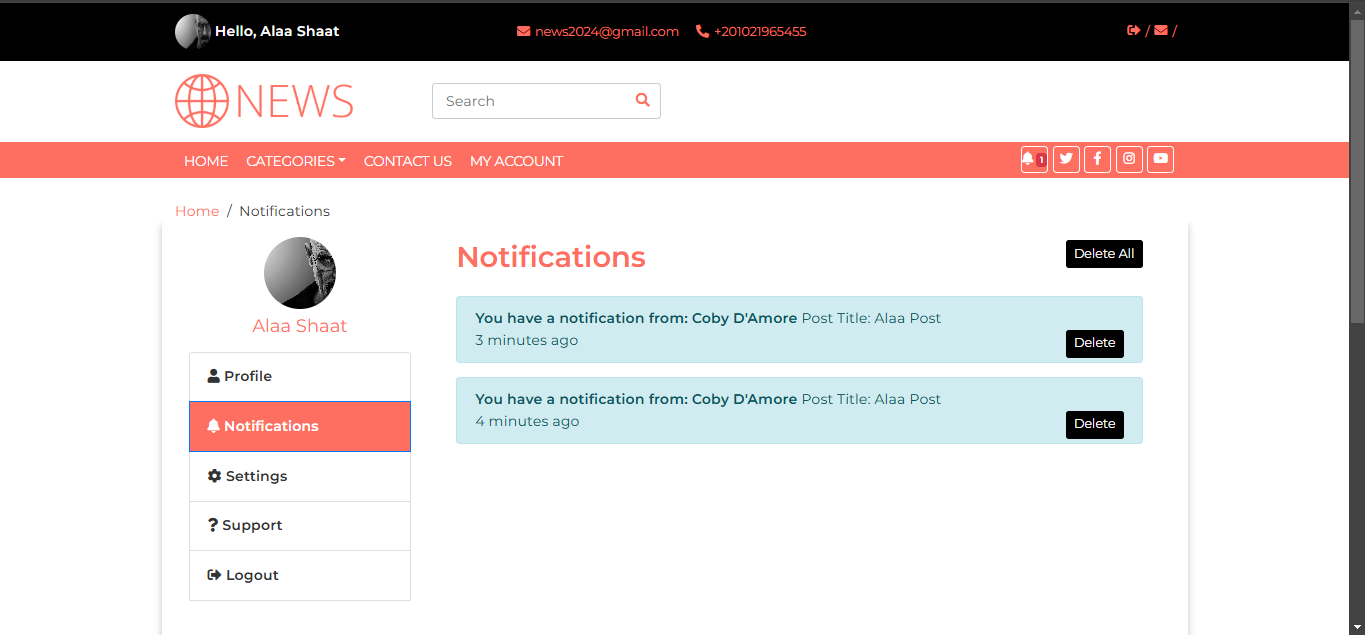 Hello, Alaa Shaat
news2024@gmail.com
+201021965455
/ /
NEWS
Search
HOME CATEGORIES CONTACT US MY ACCOUNT
1
Home / Notifications
Alaa Shaat
Profile
Notifications
Settings
Support
Logout
Notifications
Delete All
You have a notification from: Coby D'Amore Post Title: Alaa Post
3 minutes ago
Delete
You have a notification from: Coby D'Amore Post Title: Alaa Post
4 minutes ago
Delete